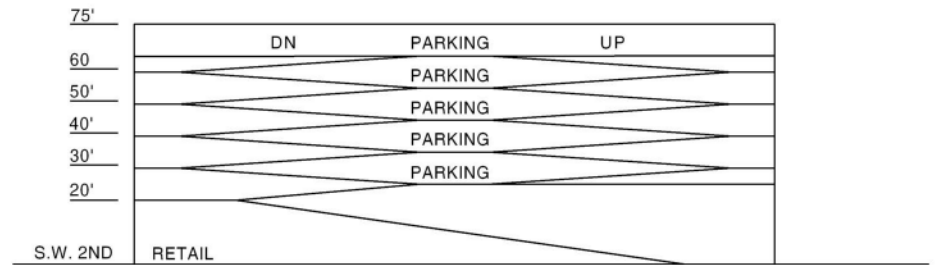 75'
DN PARKING UP
60
PARKING
50'
PARKING
40'
PARKING
30'
PARKING
20'
S.W. 2ND RETAIL